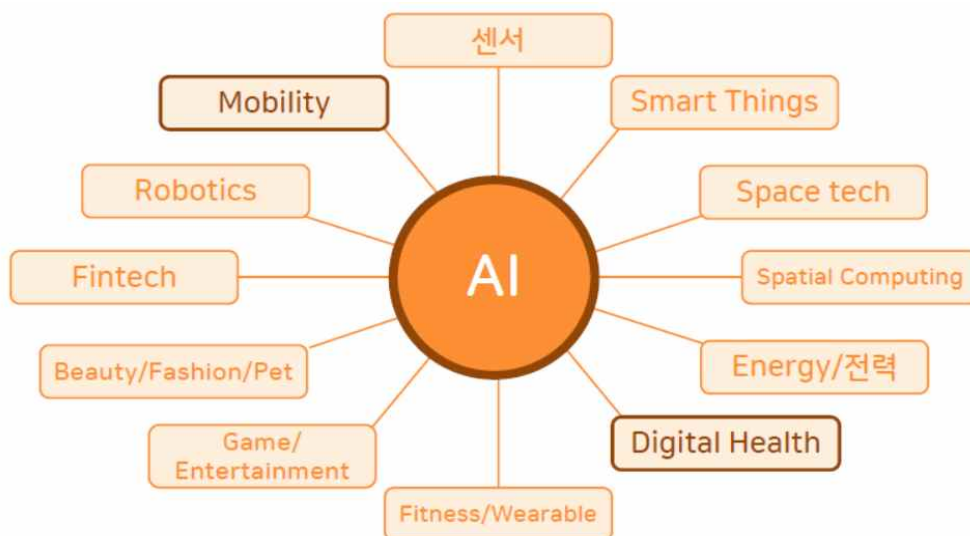 센서
Mobility
Smart Things
Robotics
Space tech
Fintech
AI
Spatial Computing
Beauty/Fashion/Pet
Energy/전력
Game/
Entertainment
Digital Health
Fitness/Wearable